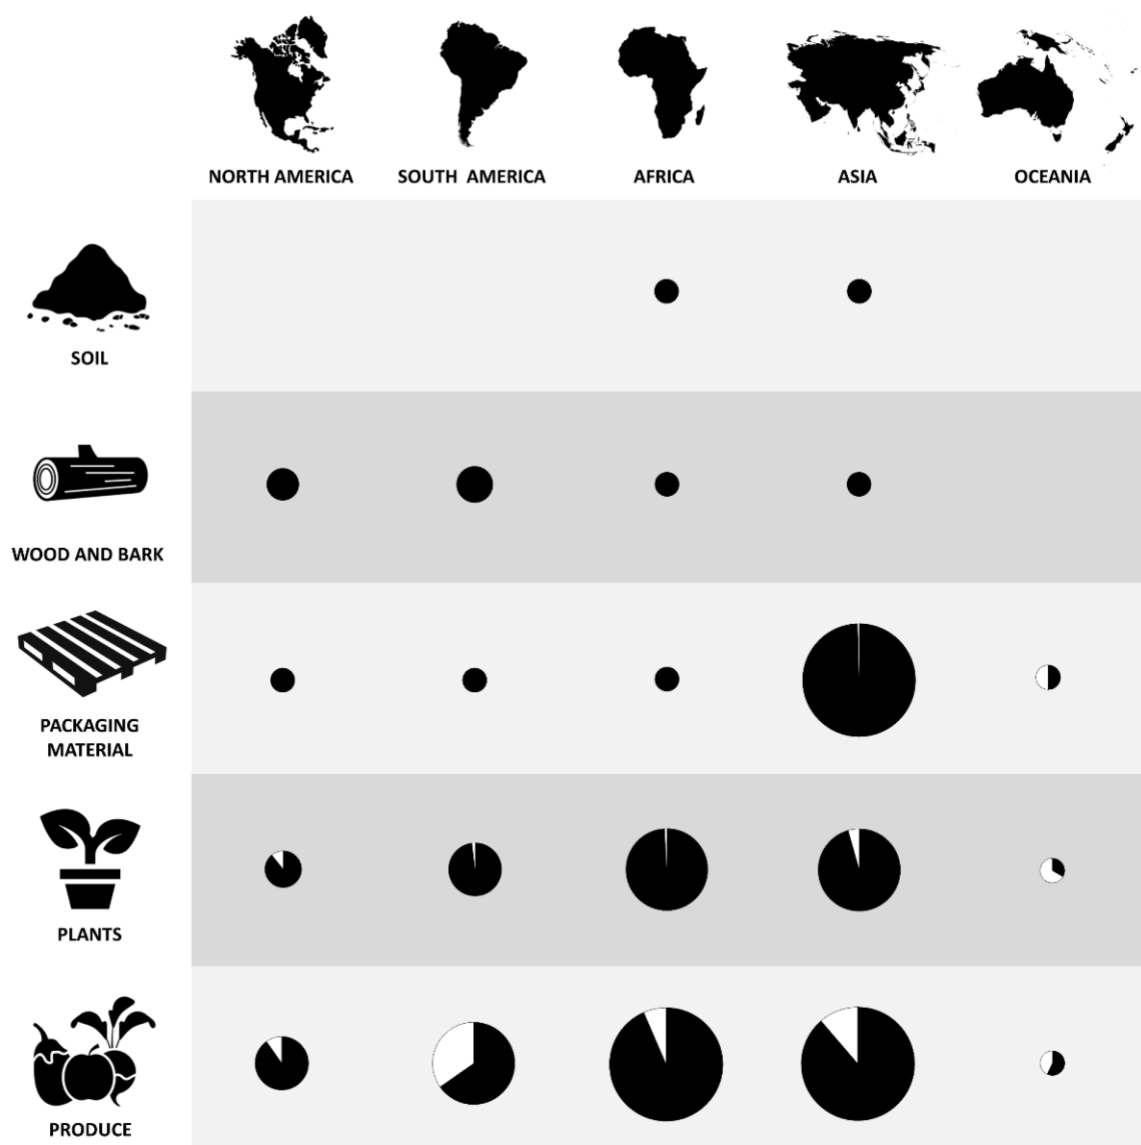 NORTH AMERICA
SOUTH AMERICA
AFRICA
ASIA
OCEANIA
SOIL
WOOD AND BARK
PACKAGING
MATERIAL
PLANTS
PRODUCE